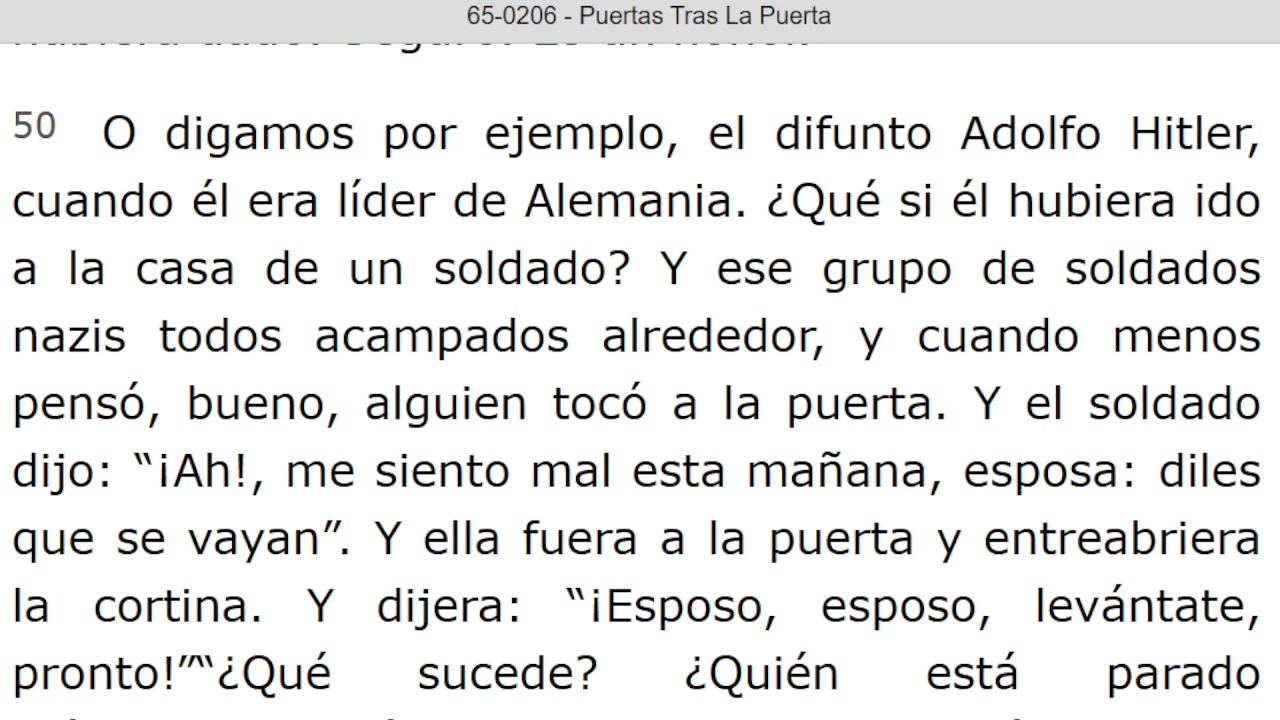 65-0206 - Puertas Tras La Puerta
50 O digamos por ejemplo, el difunto Adolfo Hitler,
cuando él era líder de Alemania. ¿Qué si él hubiera ido
a la casa de un soldado? Y ese grupo de soldados
nazis todos acampados alrededor, y cuando menos
pensó, bueno, alguien tocó a la puerta. Y el soldado
dijo: “¡Ah!, me siento mal esta mañana, esposa: diles
que se vayan”. Y ella fuera a la puerta y entreabriera
la cortina. Y dijera: “¡Esposo, esposo, levántate,
pronto!”“¿Qué sucede? ¿Quién está parado